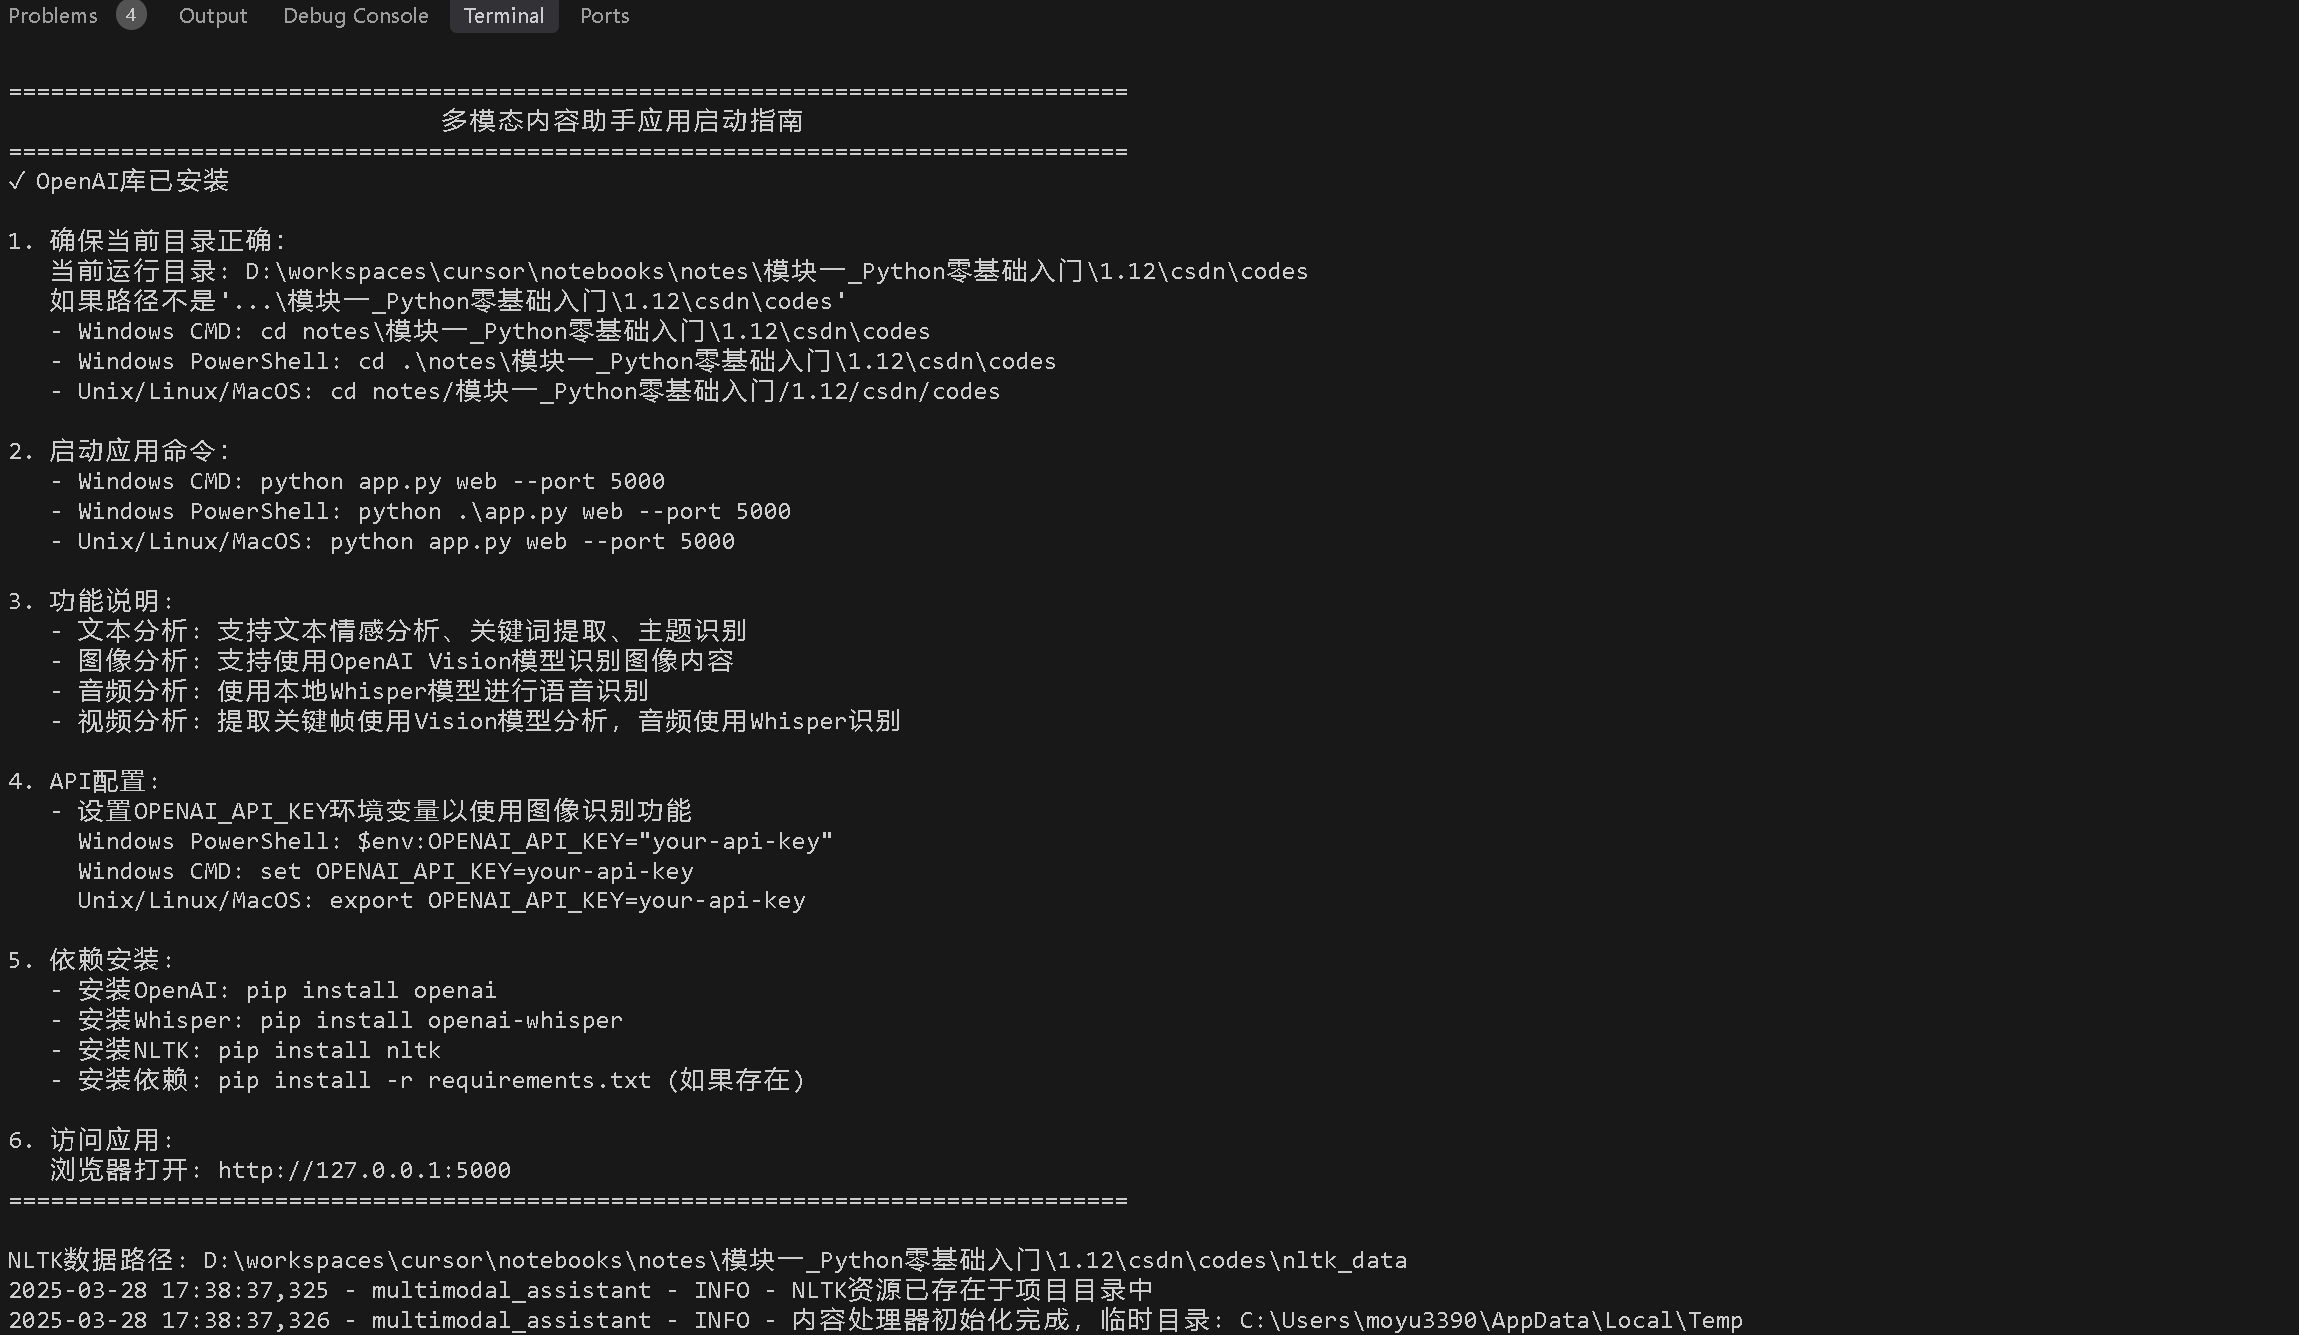 Problems 4 Output Debug Console Terminal Ports
================================================================================
多模态内容助手应用启动指南
================================================================================
✓ OpenAI库已安装
1. 确保当前目录正确:
当前运行目录: D:\workspaces\cursor\notebooks\notes\模块一_Python零基础入门\1.12\csdn\codes
如果路径不是'...\模块一_Python零基础入门\1.12\csdn\codes'
- Windows CMD: cd notes\模块一_Python零基础入门\1.12\csdn\codes
- Windows PowerShell: cd .\notes\模块一_Python零基础入门\1.12\csdn\codes
- Unix/Linux/MacOS: cd notes/模块一_Python零基础入门/1.12/csdn/codes
2. 启动应用命令:
- Windows CMD: python app.py web --port 5000
- Windows PowerShell: python .\app.py web --port 5000
- Unix/Linux/MacOS: python app.py web --port 5000
3. 功能说明:
- 文本分析: 支持文本情感分析、关键词提取、主题识别
- 图像分析: 支持使用OpenAI Vision模型识别图像内容
- 音频分析: 使用本地Whisper模型进行语音识别
- 视频分析: 提取关键帧使用Vision模型分析, 音频使用Whisper识别
4. API配置:
- 设置OPENAI_API_KEY环境变量以使用图像识别功能
Windows PowerShell: $env:OPENAI_API_KEY="your-api-key"
Windows CMD: set OPENAI_API_KEY=your-api-key
Unix/Linux/MacOS: export OPENAI_API_KEY=your-api-key
5. 依赖安装:
- 安装OpenAI: pip install openai
- 安装Whisper: pip install openai-whisper
- 安装NLTK: pip install nltk
- 安装依赖: pip install -r requirements.txt (如果存在)
6. 访问应用:
浏览器打开: http://127.0.0.1:5000
================================================================================
NLTK数据路径: D:\workspaces\cursor\notebooks\notes\模块一_Python零基础入门\1.12\csdn\codes\nltk_data
2025-03-28 17:38:37,325 - multimodal_assistant - INFO - NLTK资源已存在于项目目录中
2025-03-28 17:38:37,326 - multimodal_assistant - INFO - 内容处理器初始化完成, 临时目录: C:\Users\moyu3390\AppData\Local\Temp